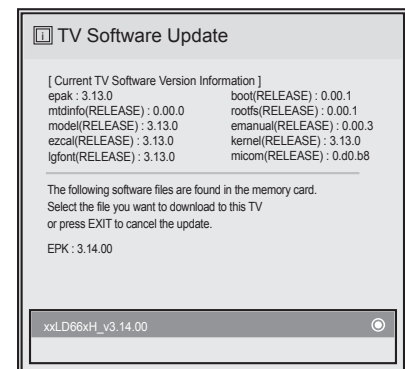 i TV Software Update
[ Current TV Software Version Information ]
epak : 3.13.0 boot(RELEASE) : 0.00.1
mtdinfo(RELEASE) : 0.00.0 rootfs(RELEASE) : 0.00.1
model(RELEASE) : 3.13.0 emanual(RELEASE) : 0.00.3
ezcal(RELEASE) : 3.13.0 kernel(RELEASE) : 3.13.0
lgfont(RELEASE) : 3.13.0 micom(RELEASE) : 0.d0.b8
The following software files are found in the memory card.
Select the file you want to download to this TV
or press EXIT to cancel the update.
EPK : 3.14.00
xxLD66xH_v3.14.00